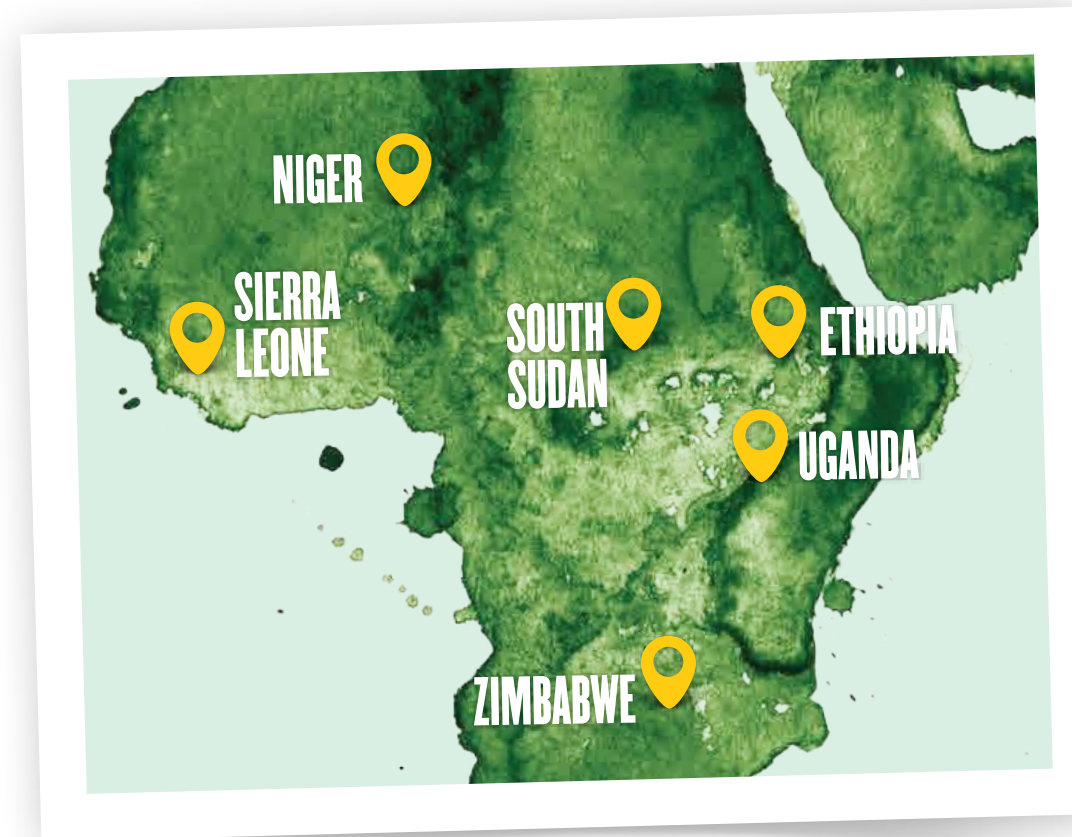 NIGER
SIERRA
LEONE
SOUTH
SUDAN
ETHIOPIA
UGANDA
ZIMBABWE